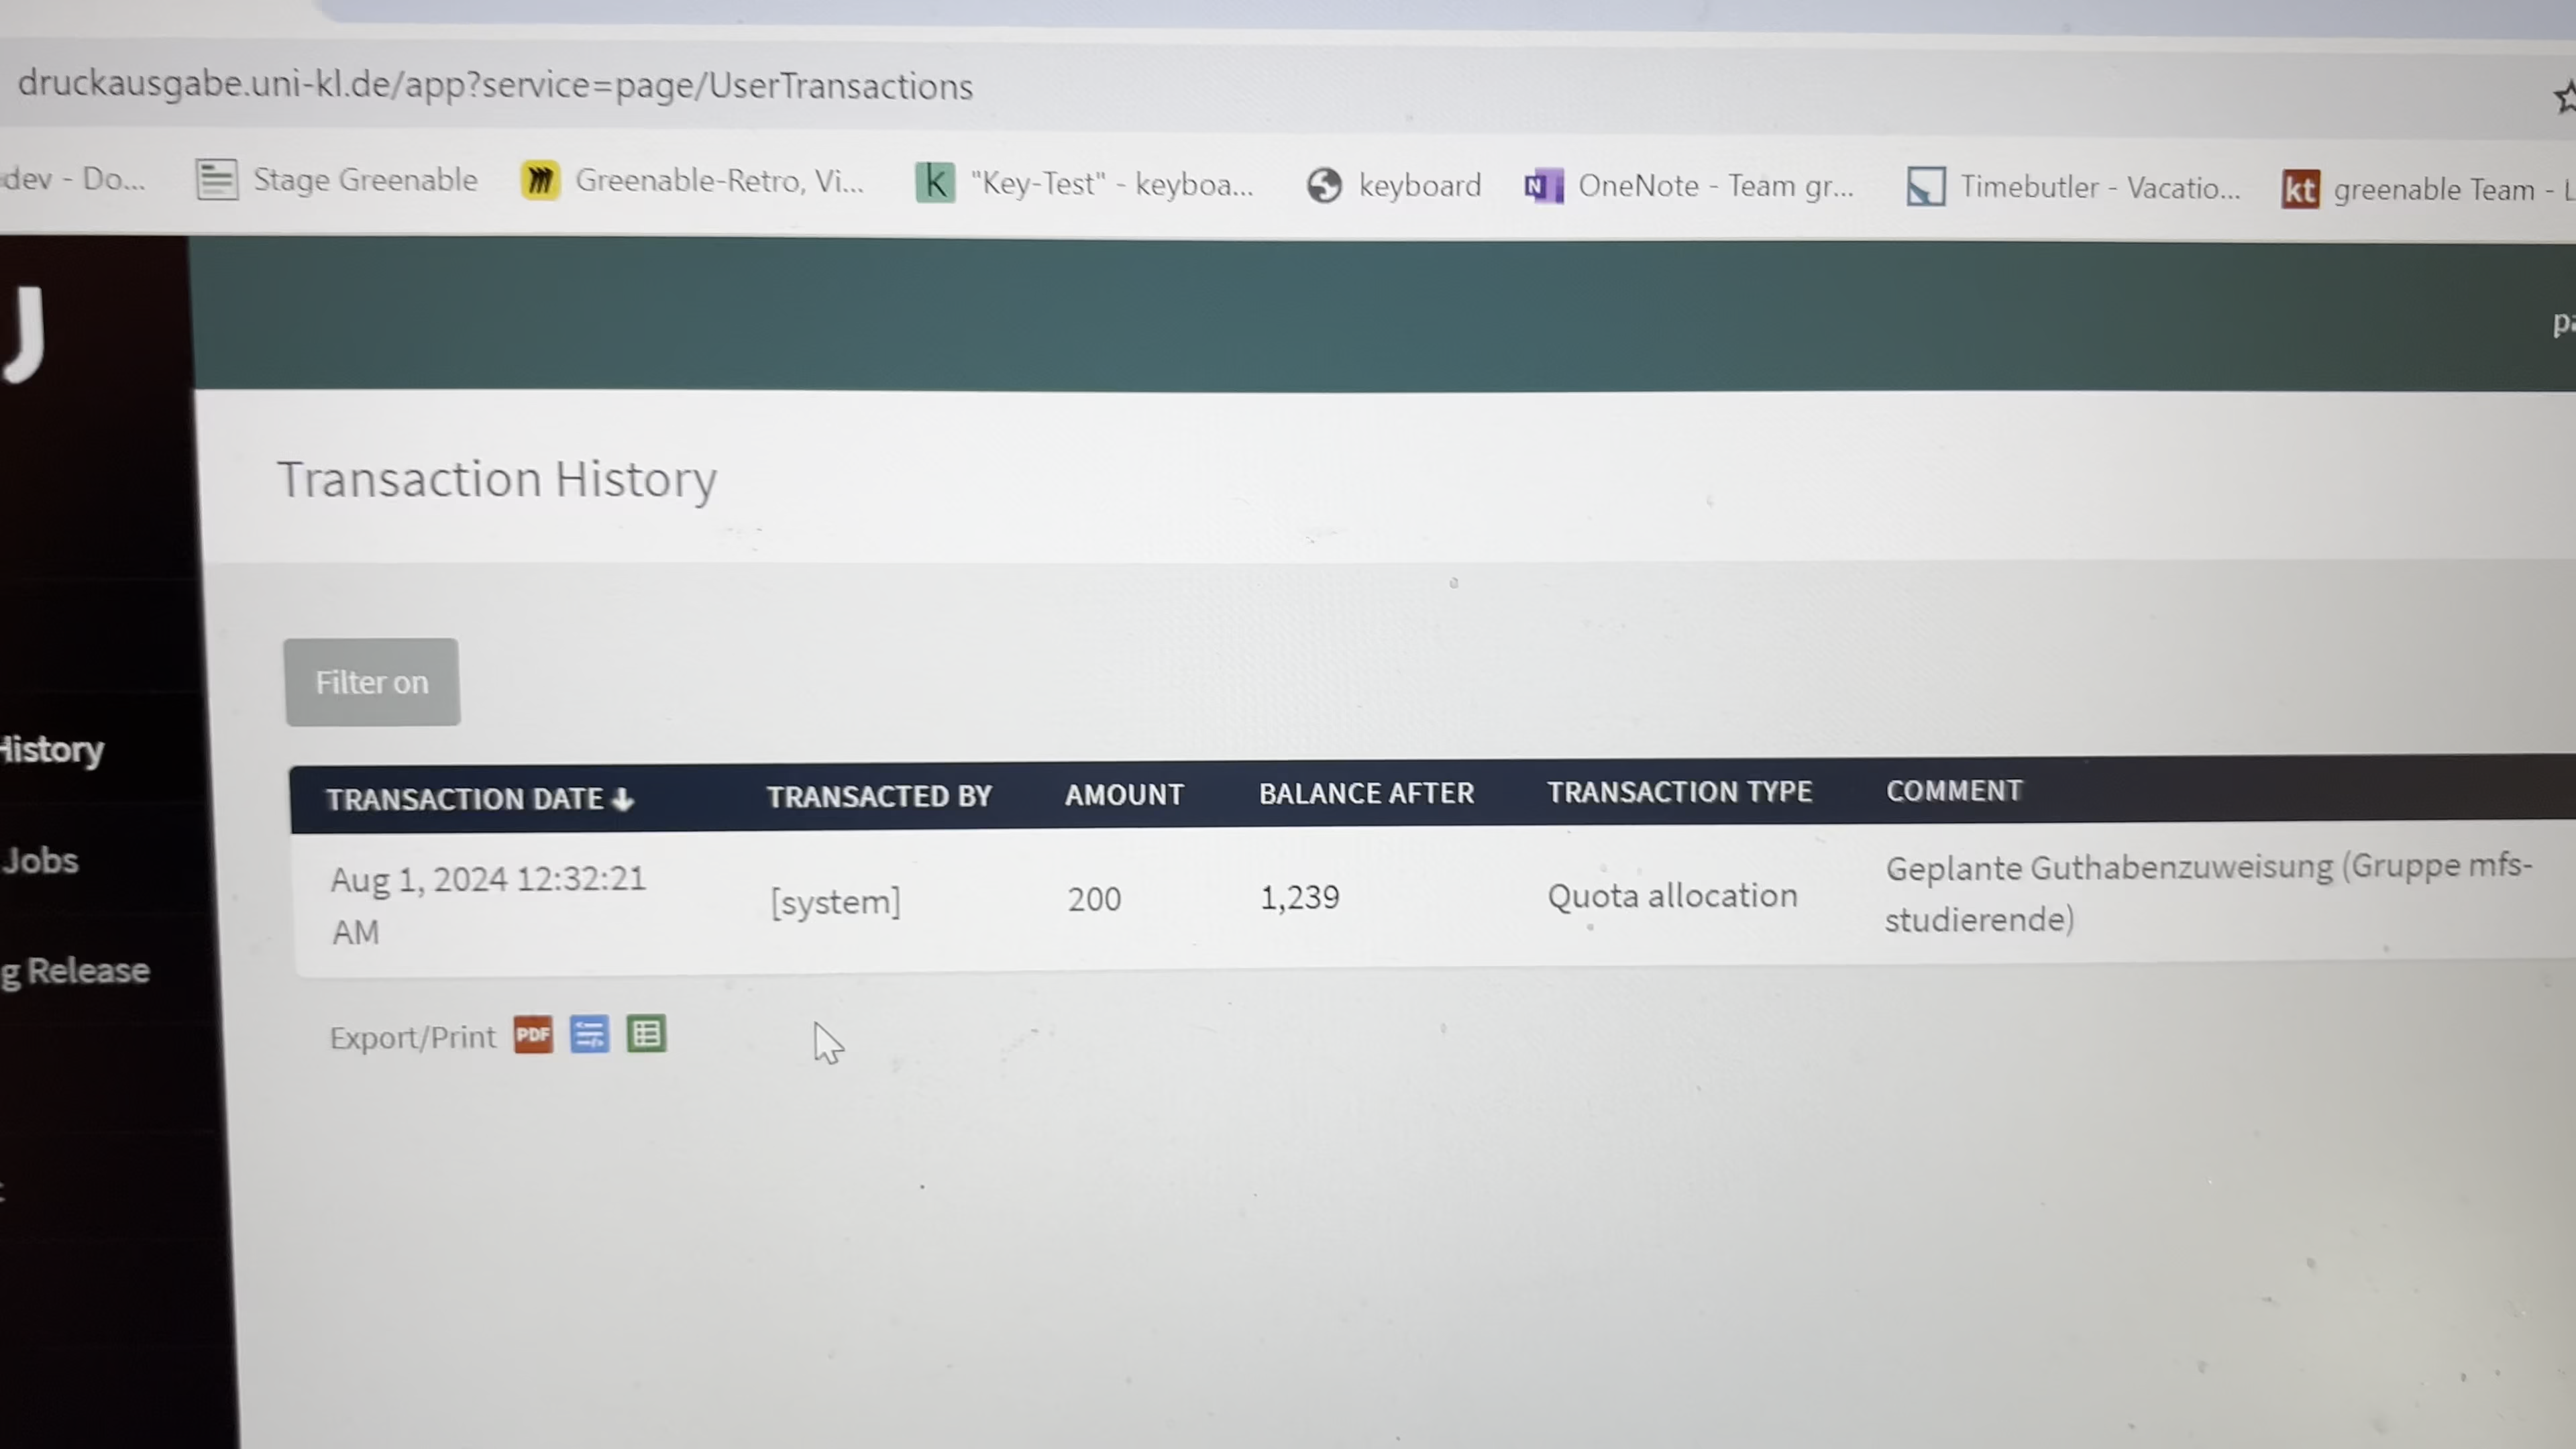 druckausgabe.uni-kl.de/app?service=page/UserTransactions
dev - Do... Stage Greenable Greenable-Retro, Vi... k "Key-Test" - keyboa... keyboard N OneNote - Team gr... Timebutler - Vacatio... kt greenable Team - L
J
Transaction History
Filter on
History
TRANSACTION DATE TRANSACTED BY AMOUNT BALANCE AFTER TRANSACTION TYPE COMMENT
Jobs
Aug 1, 2024 12:32:21 [system] 200 1,239 Quota allocation Geplante Guthabenzuweisung (Gruppe mfs-
AM studierende)
g Release
Export/Print PDF